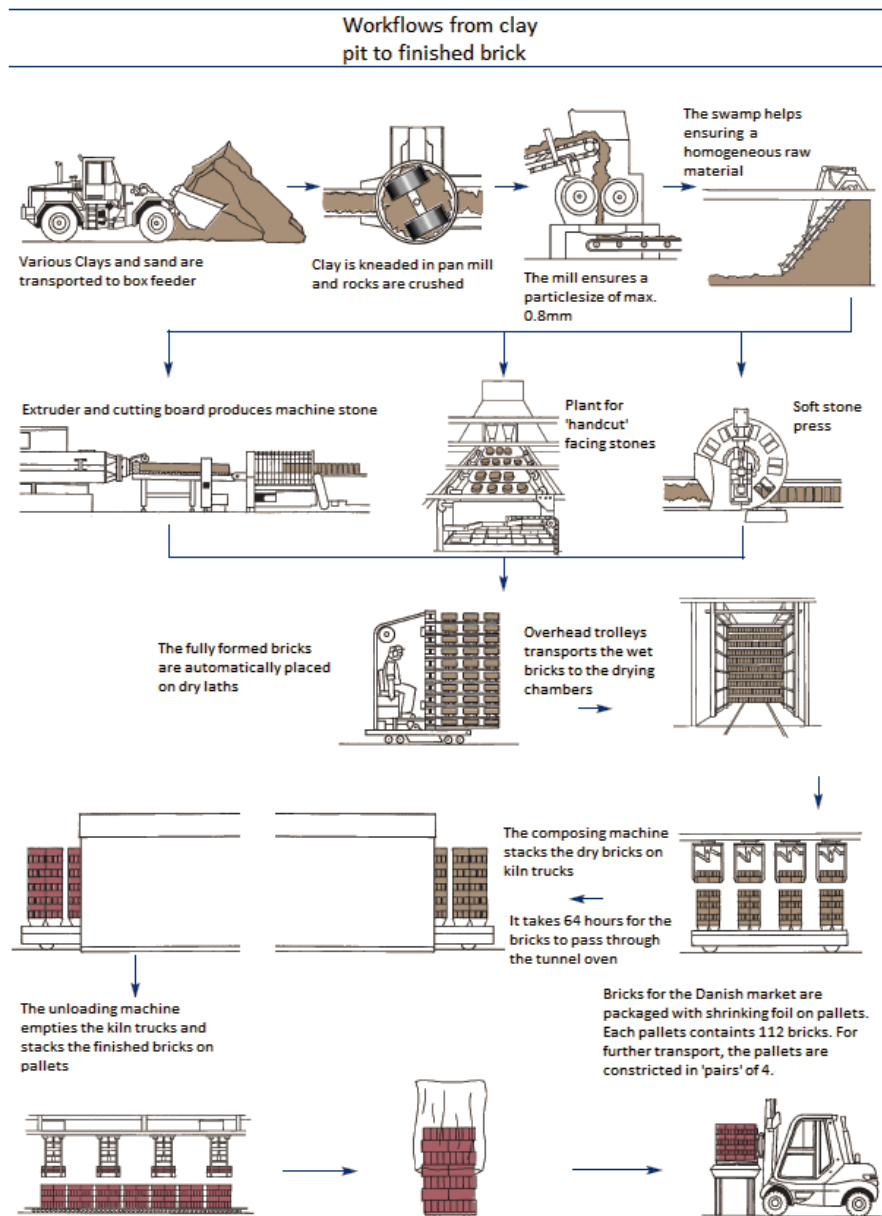 Workflows from clay
pit to finished brick
The swamp helps
ensuring a
homogeneous raw
material
Various Clays and sand are
transported to box feeder
Clay is kneaded in pan mill
and rocks are crushed
The mill ensures a
particlesize of max.
0.8mm
Extruder and cutting board produces machine stone
Plant for
'handcut'
facing stones
Soft stone
press
The fully formed bricks
are automatically placed
on dry laths
Overhead trolleys
transports the wet
bricks to the drying
chambers
The composing machine
stacks the dry bricks on
kiln trucks
It takes 64 hours for the
bricks to pass through
the tunnel oven
The unloading machine
empties the kiln trucks and
stacks the finished bricks on
pallets
Bricks for the Danish market are
packaged with shrinking foil on pallets.
Each pallets containts 112 bricks. For
further transport, the pallets are
constricted in 'pairs' of 4.